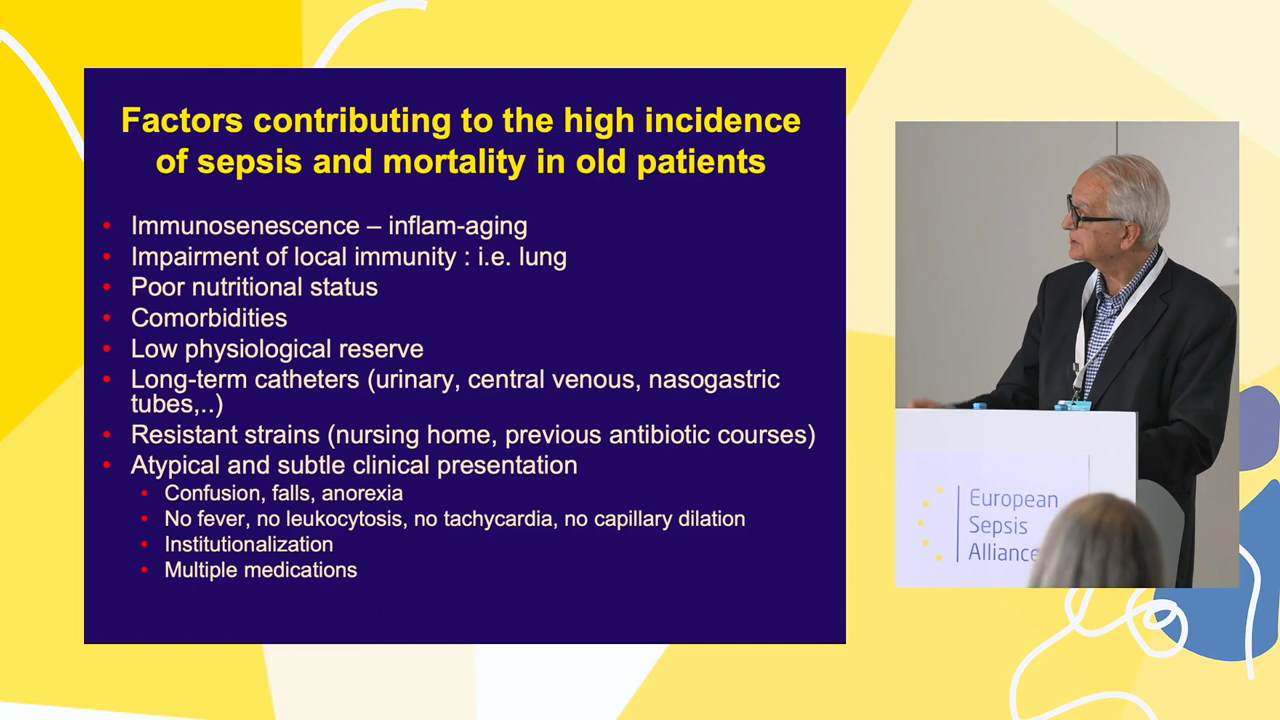 Factors contributing to the high incidence
of sepsis and mortality in old patients
• Immunosenescence – inflam-aging
• Impairment of local immunity : i.e. lung
• Poor nutritional status
• Comorbidities
• Low physiological reserve
• Long-term catheters (urinary, central venous, nasogastric
tubes,..)
• Resistant strains (nursing home, previous antibiotic courses)
• Atypical and subtle clinical presentation
• Confusion, falls, anorexia
• No fever, no leukocytosis, no tachycardia, no capillary dilation
• Institutionalization
• Multiple medications
European
Sepsis
Alliance